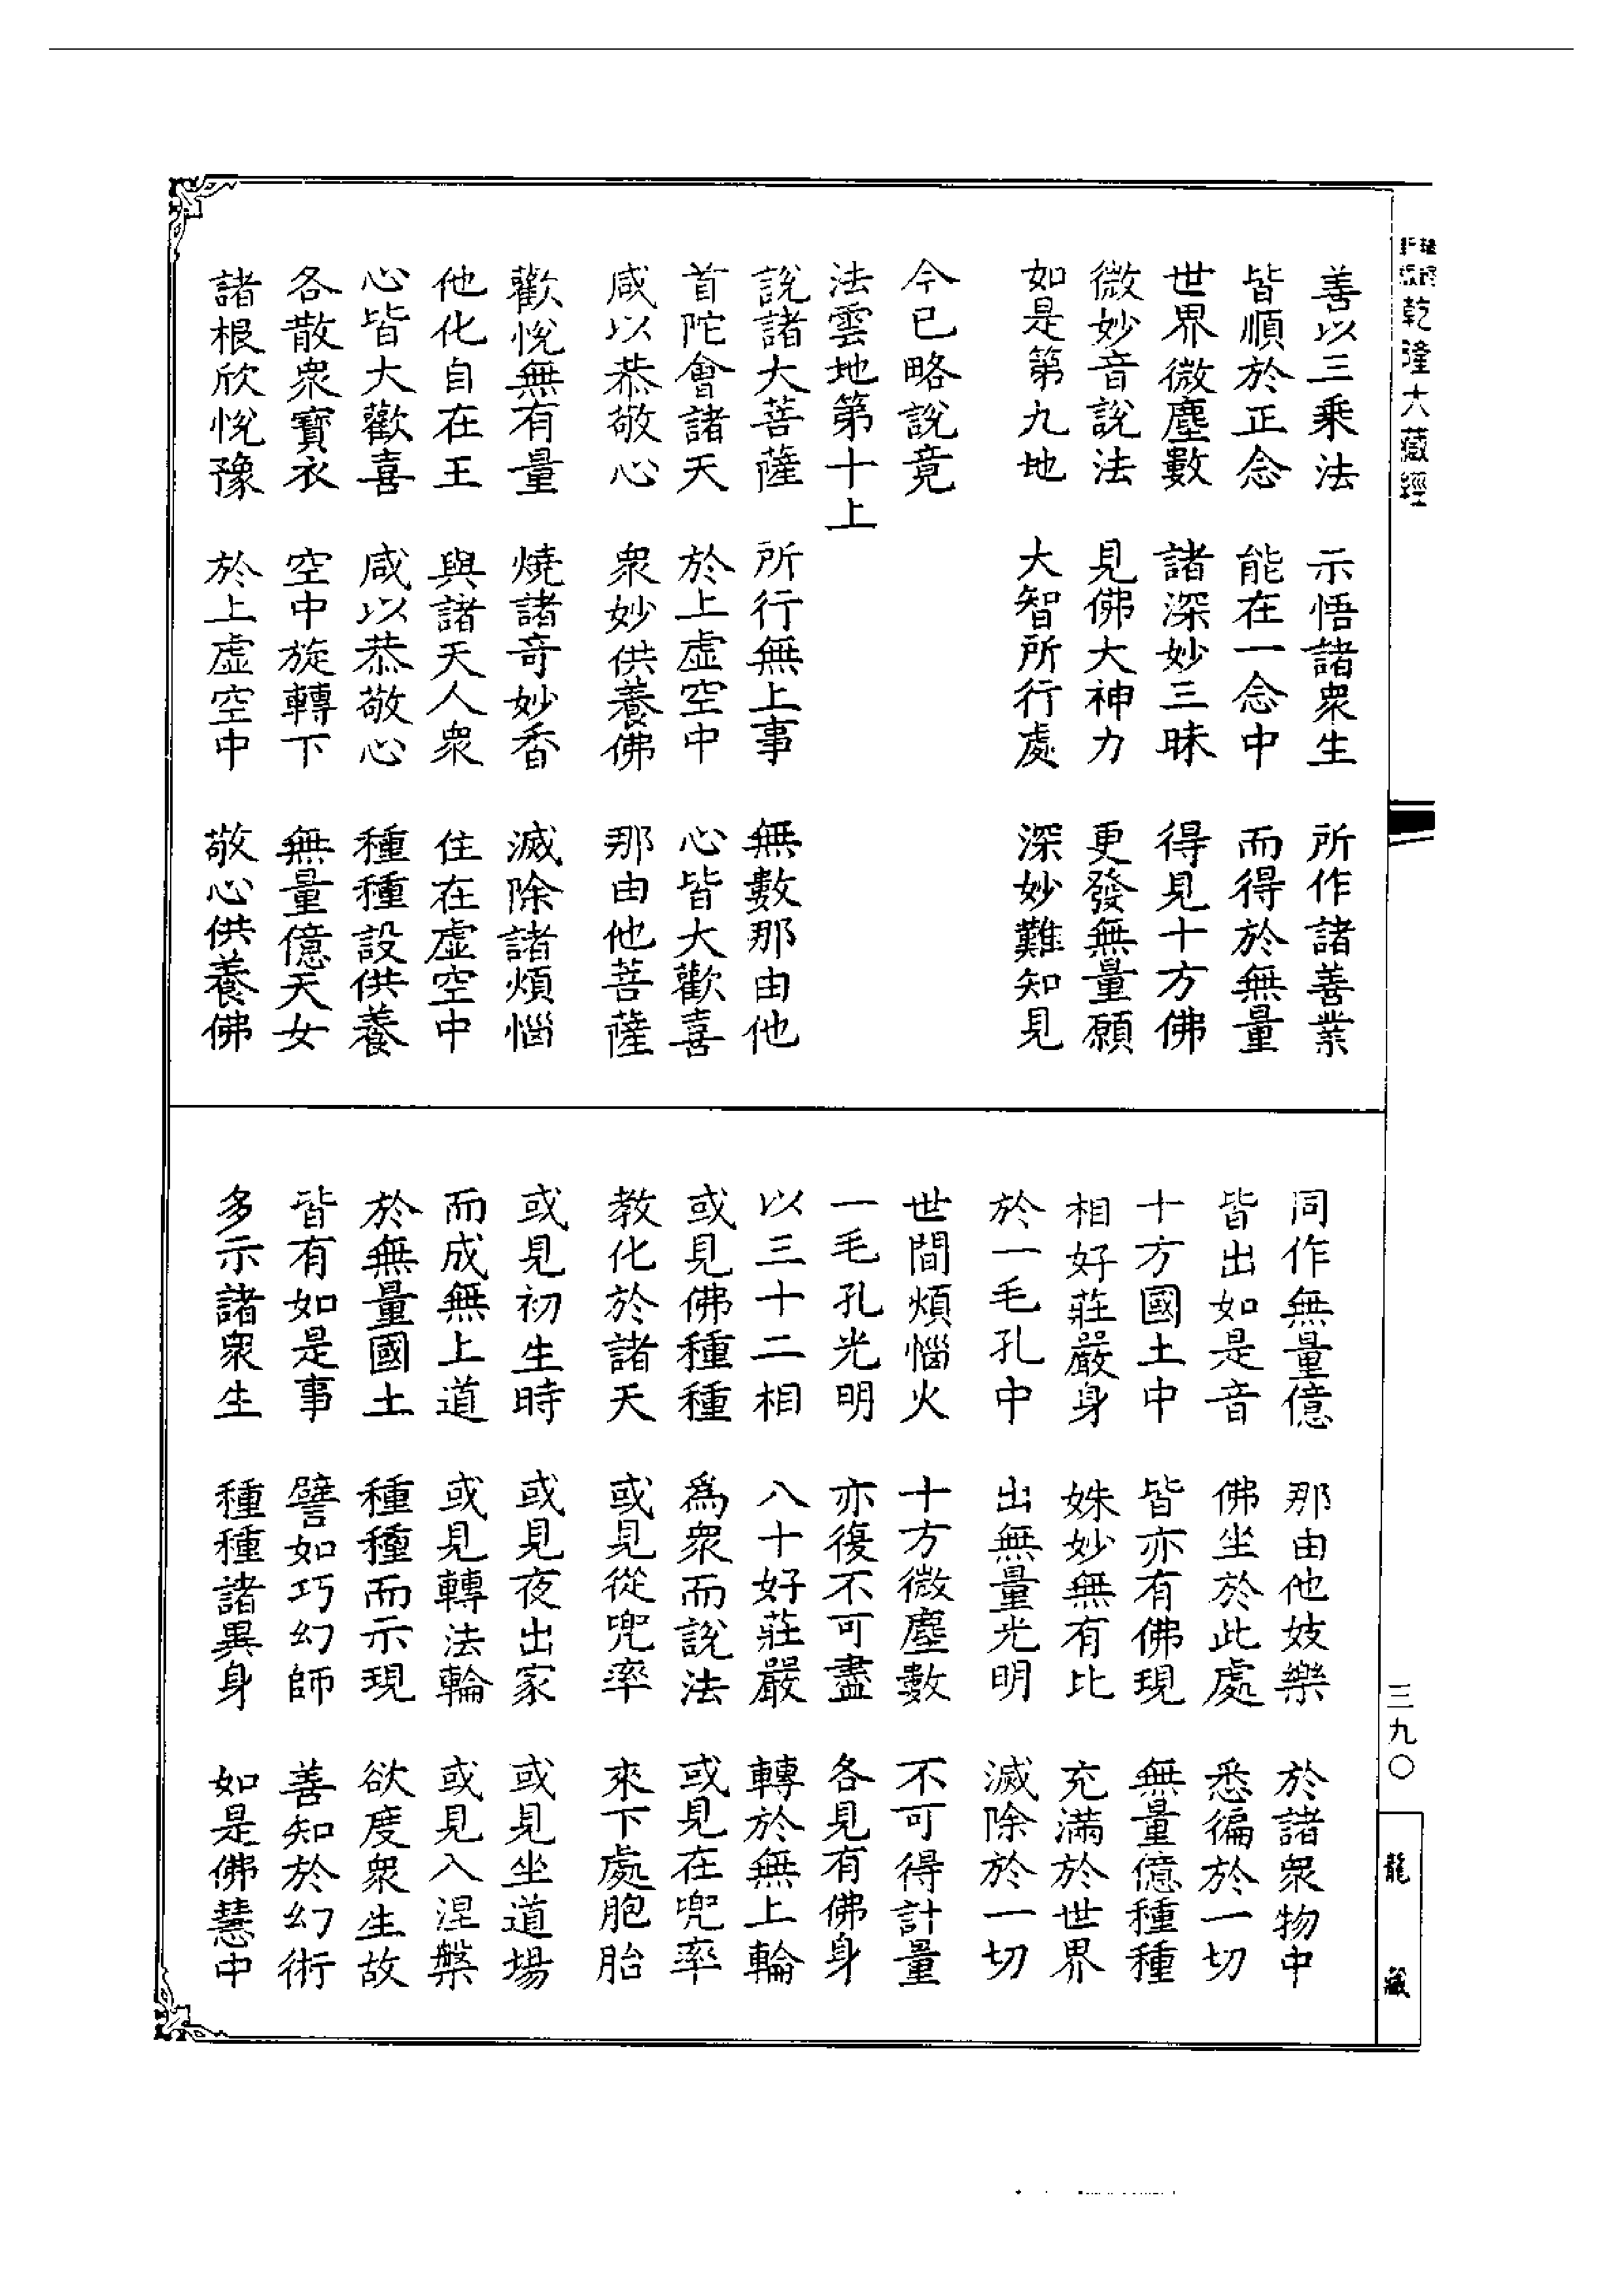 乾隆大藏經
善以三乘法　示悟諸衆生　所作諸善業
皆順於正念　能在一念中　而得於無量
世界微塵數　諸深妙三昧　得見十方佛
微妙音說法　見佛大神力　更發無量願
如是第九地　大智所行處　深妙難知見
今已略說竟
法雲地第十上
說諸大菩薩　所行無上事　無數那由他
首陀會諸天　於上虛空中　心皆大歡喜
咸以恭敬心　衆妙供養佛　那由他菩薩
歡悅無有量　燒諸奇妙香　滅除諸煩惱
他化自在王　與諸天人衆　住在虛空中
心皆大歡喜　咸以恭敬心　種種設供養
各散衆寳衣　空中旋轉下　無量億天女
諸根欣悅豫　於上虛空中　敬心供養佛
同作無量億　那由他妓樂　於諸衆物中
皆出如是音　佛坐於此處　悉徧於一切
十方國土中　皆亦有佛現　無量億種種
相好莊嚴身　姝妙無有比　充滿於世界
於一毛孔中　出無量光明　滅除於一切
世間煩惱火　十方微塵數　不可得計量
一毛孔光明　亦復不可盡　各見有佛身
以三十二相　八十好莊嚴　轉於無上輪
或見佛種種　爲衆而說法　或見在兜率
教化於諸天　或見從兜率　來下處胞胎
或見初生時　或見夜出家　或見坐道場
而成無上道　或見轉法輪　或見入涅槃
於無量國土　種種而示現　欲度衆生故
皆有如是事　譬如巧幻師　善知於幻術
多示諸衆生　種種諸異身　如是佛慧中
三九〇
龍藏